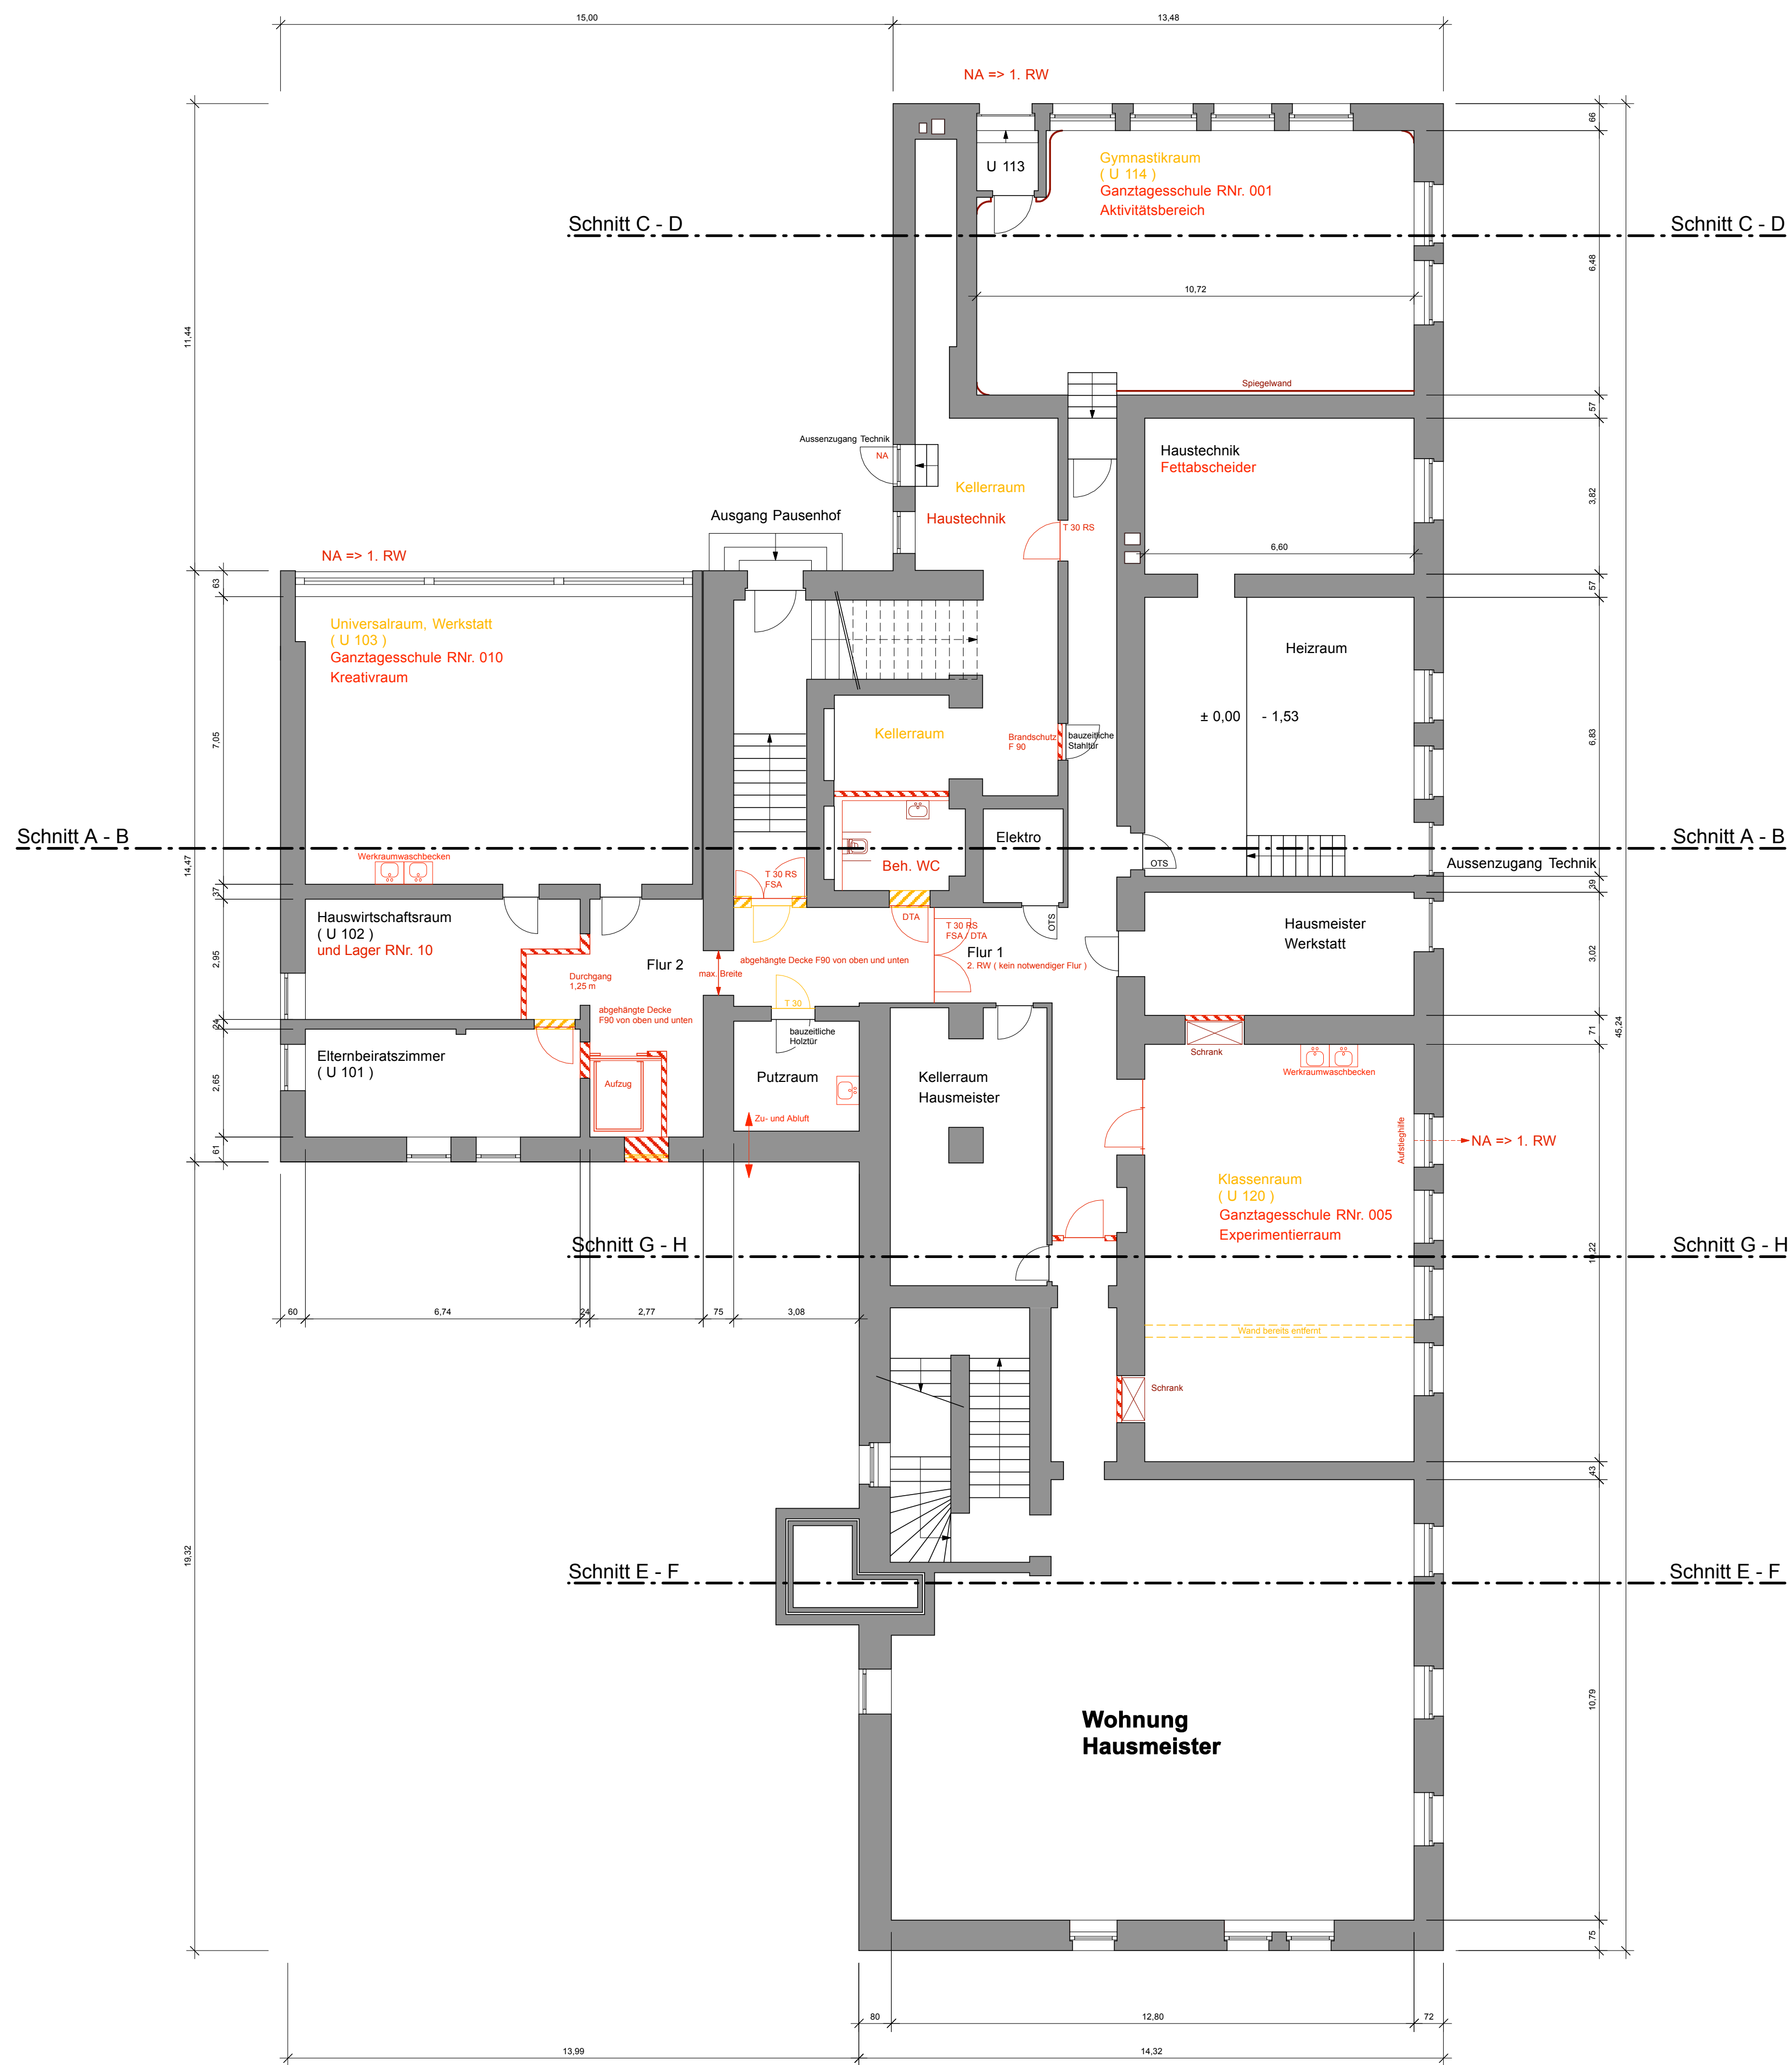 15,00
13,48
NA => 1. RW
66
U 113
Gymnastikraum
( U 114 )
Ganztagesschule RNr. 001
Aktivitätsbereich
Schnitt C - D
Schnitt C - D
6,48
10,72
11,44
Spiegelwand
57
Aussenzugang Technik
NA
Haustechnik
Fettabscheider
Kellerraum
Haustechnik
3,82
Ausgang Pausenhof
T 30 RS
6,60
NA => 1. RW
63
57
Universalraum, Werkstatt
( U 103 )
Ganztagesschule RNr. 010
Kreativraum
Heizraum
± 0,00
- 1,53
7,05
Kellerraum
Brandschutz
F 90
bauzeitliche
Stahltür
6,83
Schnitt A - B
Schnitt A - B
Elektro
Werkraumwaschbecken
14,47
OTS
Aussenzugang Technik
Beh. WC
T 30 RS
FSA
37
39
Hauswirtschaftsraum
( U 102 )
und Lager RNr. 10
DTA
T 30 RS
FSA / DTA
OTS
Hausmeister
Werkstatt
2,95
3,02
Flur 2
abgehängte Decke F90 von oben und unten
Flur 1
2. RW ( kein notwendiger Flur )
max. Breite
Durchgang
1,25 m
T 30
abgehängte Decke
F90 von oben und unten
24
bauzeitliche
Holztür
71
45,24
Elternbeiratszimmer
( U 101 )
Schrank
Werkraumwaschbecken
Aufzug
Putzraum
Kellerraum
Hausmeister
2,65
Zu- und Abluft
Aufstieghilfe
NA => 1. RW
61
Klassenraum
( U 120 )
Ganztagesschule RNr. 005
Experimentierraum
Schnitt G - H
Schnitt G - H
10,22
60
6,74
24
2,77
75
3,08
Wand bereits entfernt
Schrank
43
19,32
Schnitt E - F
Schnitt E - F
Wohnung
Hausmeister
10,79
75
80
12,80
72
13,99
14,32